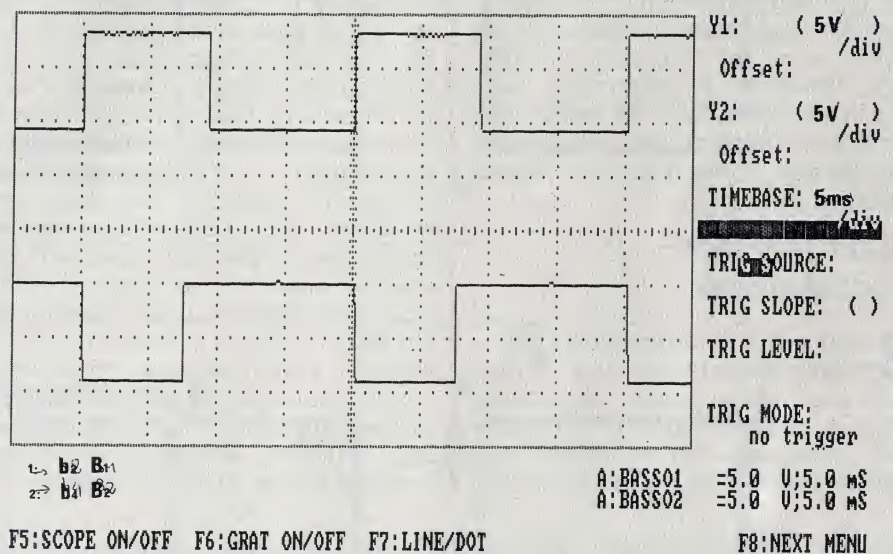 Y1: ( 5V )
/div
Offset:
Y2: ( 5V )
/div
Offset:
TIMEBASE: 5ms
/div
TRIG SOURCE:
TRIG SLOPE: ( )
TRIG LEVEL:
TRIG MODE:
no trigger
A:BASS01 =5.0 V;5.0 mS
A:BASS02 =5.0 V;5.0 mS
F5:SCOPE ON/OFF F6:GRAT ON/OFF F7:LINE/DOT F8:NEXT MENU